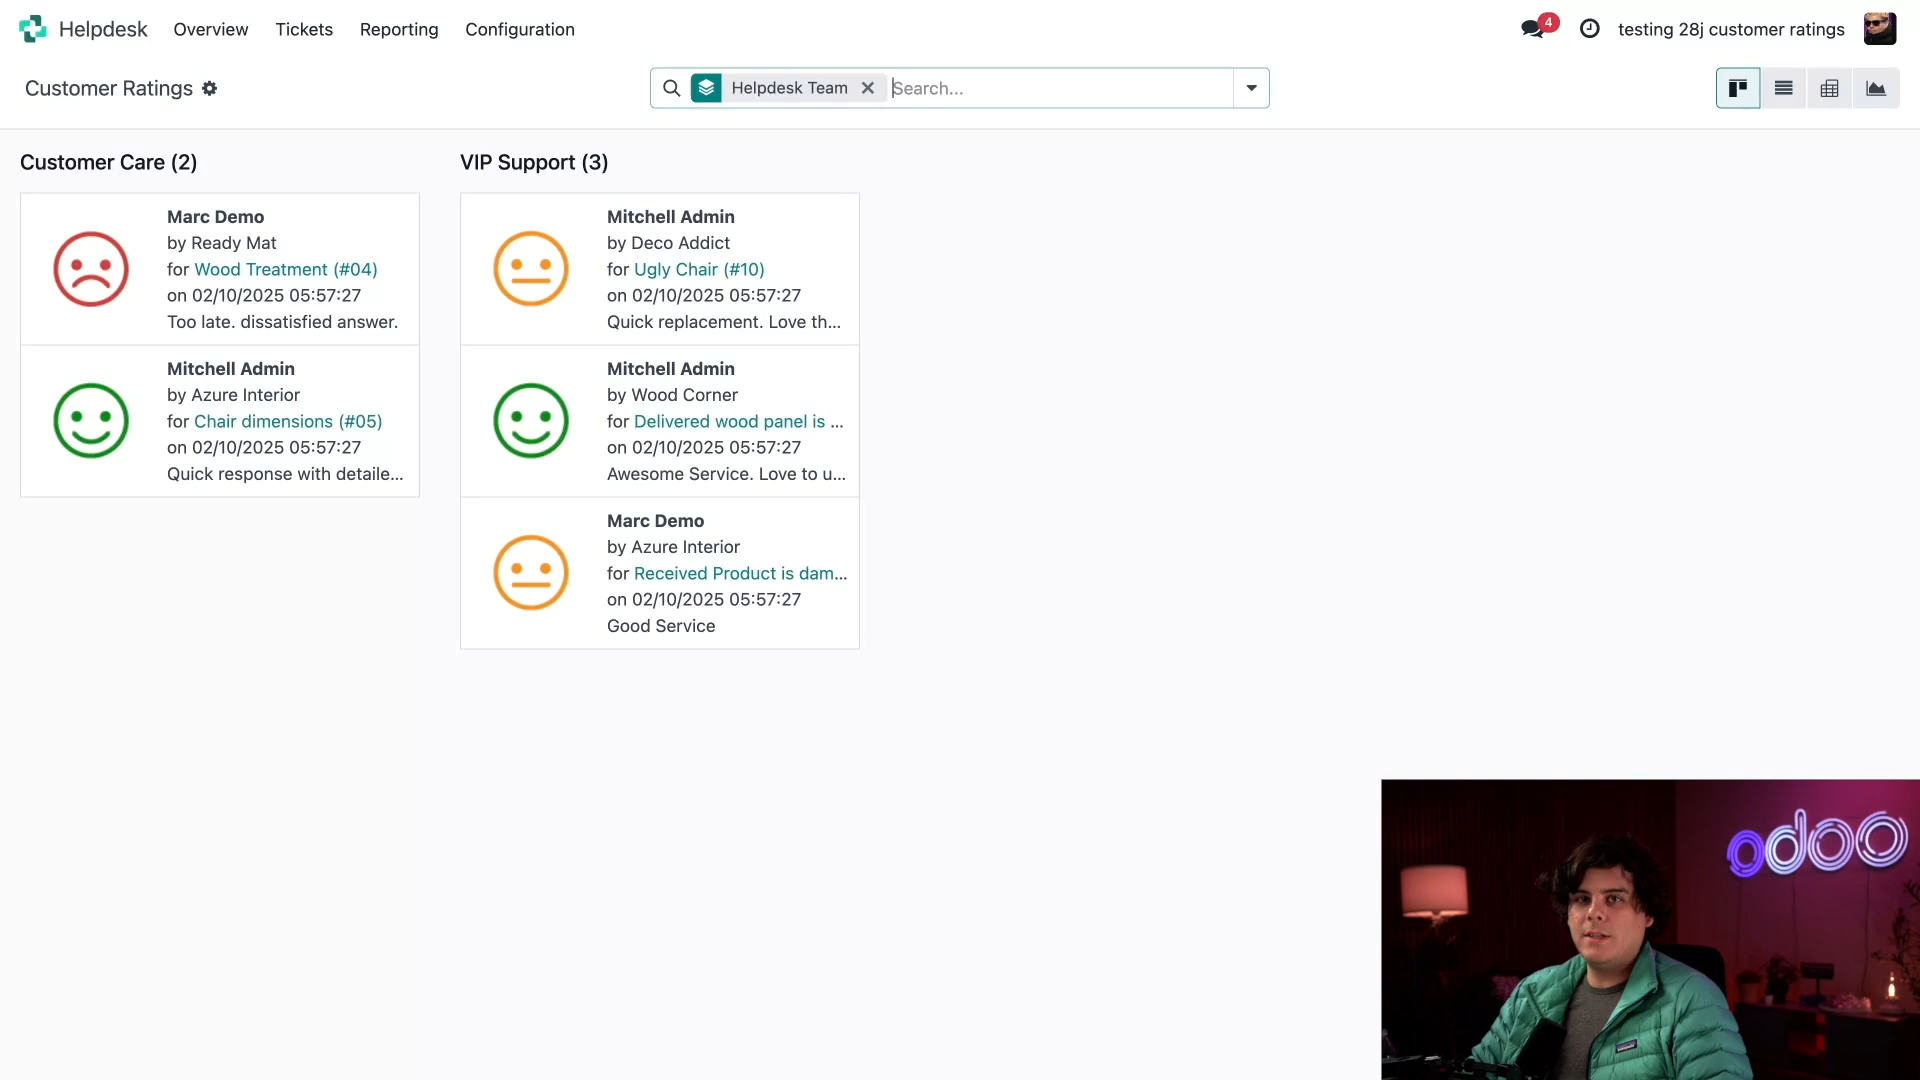 Helpdesk Overview Tickets Reporting Configuration 4 testing 28j customer ratings
Customer Ratings Helpdesk Team Search...
Customer Care (2)
Marc Demo
by Ready Mat
for Wood Treatment (#04)
on 02/10/2025 05:57:27
Too late. dissatisfied answer.
Mitchell Admin
by Azure Interior
for Chair dimensions (#05)
on 02/10/2025 05:57:27
Quick response with detaile...
VIP Support (3)
Mitchell Admin
by Deco Addict
for Ugly Chair (#10)
on 02/10/2025 05:57:27
Quick replacement. Love th...
Mitchell Admin
by Wood Corner
for Delivered wood panel is ...
on 02/10/2025 05:57:27
Awesome Service. Love to u...
Marc Demo
by Azure Interior
for Received Product is dam...
on 02/10/2025 05:57:27
Good Service
odoo